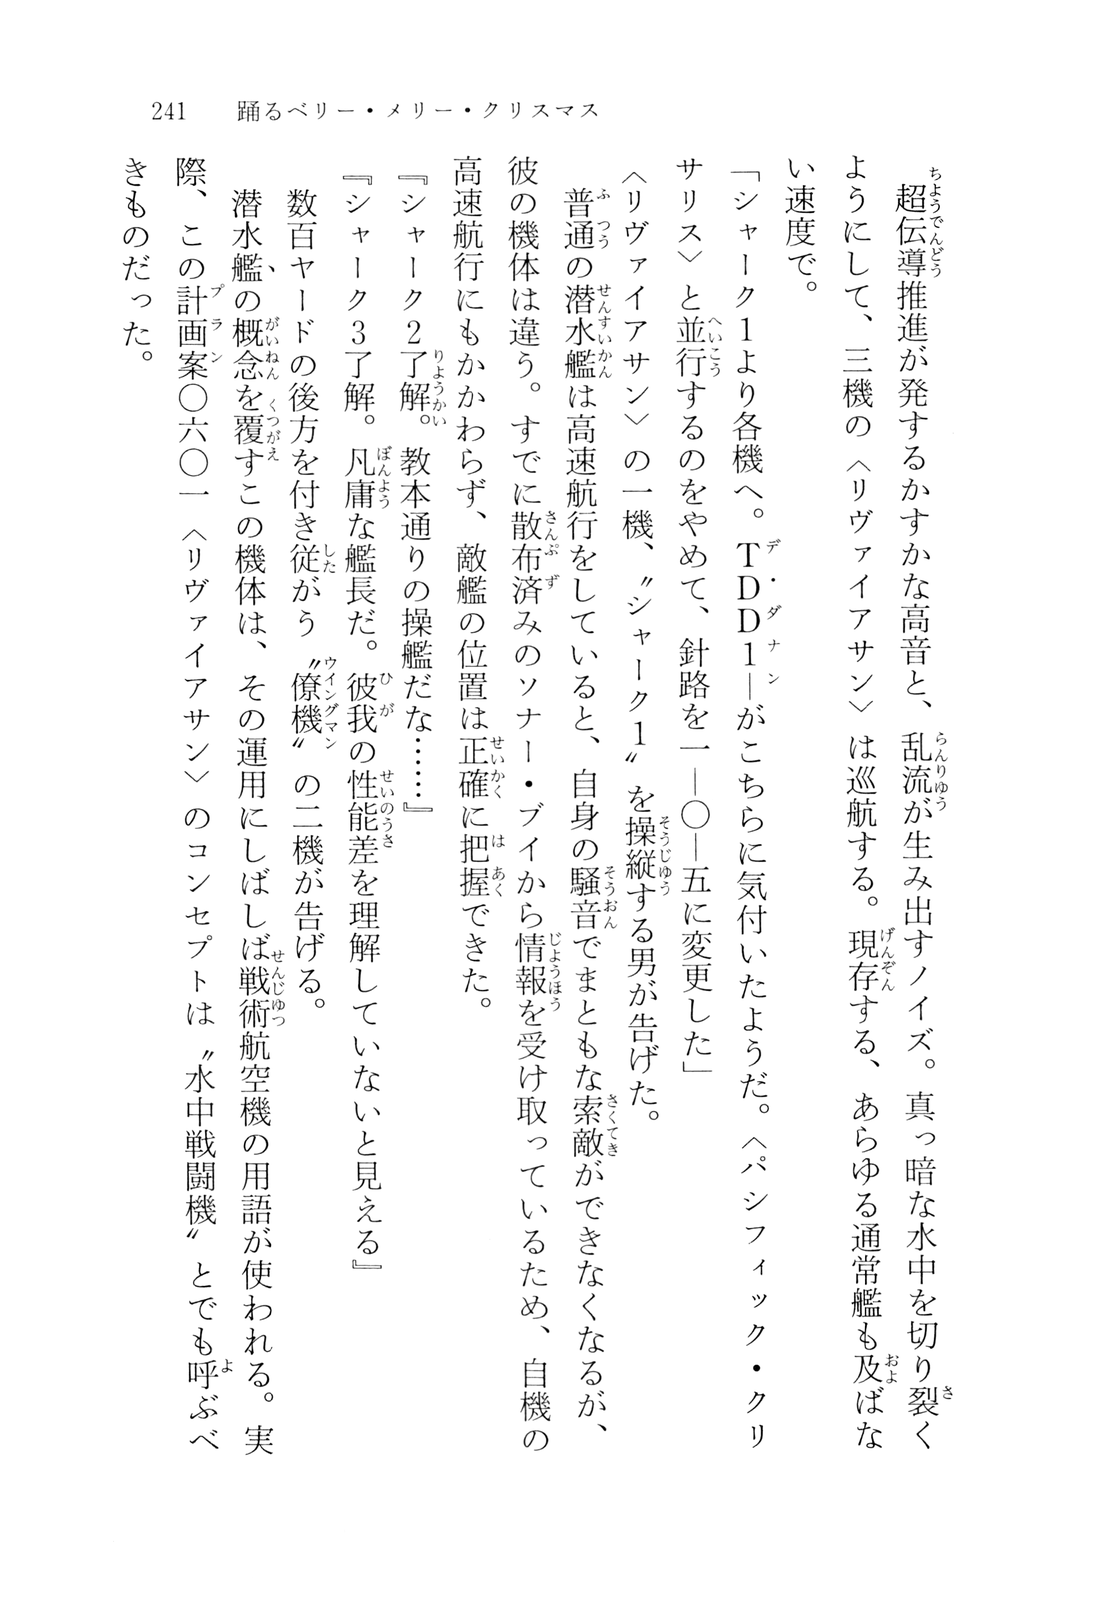 241　踊るベリー・メリー・クリスマス
超伝導推進が発するかすかな高音と、乱流が生み出すノイズ。真っ暗な水中を切り裂く
ようにして、三機の〈リヴァイアサン〉は巡航する。現存する、あらゆる通常艦も及ばな
い速度で。
「シャーク1より各機へ。TDD1―がこちらに気付いたようだ。〈パシフィック・クリ
サリス〉と並行するのをやめて、針路を一―〇―五に変更した」
〈リヴァイアサン〉の一機、〝シャーク1〟を操縦する男が告げた。
普通の潜水艦は高速航行をしていると、自身の騒音でまともな索敵ができなくなるが、
彼の機体は違う。すでに散布済みのソナー・ブイから情報を受け取っているため、自機の
高速航行にもかかわらず、敵艦の位置は正確に把握できた。
『シャーク2了解。教本通りの操艦だな……』
『シャーク3了解。凡庸な艦長だ。彼我の性能差を理解していないと見える』
数百ヤードの後方を付き従がう〝僚機〟の二機が告げる。
潜水艦の概念を覆すこの機体は、その運用にしばしば戦術航空機の用語が使われる。実
際、この計画案〇六〇一〈リヴァイアサン〉のコンセプトは〝水中戦闘機〟とでも呼ぶべ
きものだった。